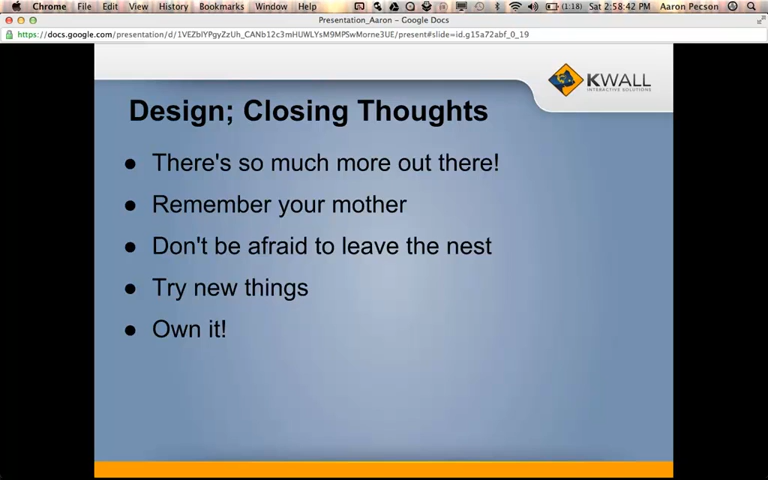 Chrome File Edit View History Bookmarks Window Help (1:18) Sat 2:58:42 PM Aaron Pecson
Presentation_Aaron – Google Docs
https://docs.google.com/presentation/d/1VEZblYPgyZzUh_CANb12c3mHUWLYsM9MPSwMorne3UE/present#slide=id.g15a72abf_0_19
KWALL
INTERACTIVE SOLUTIONS
Design; Closing Thoughts
● There's so much more out there!
● Remember your mother
● Don't be afraid to leave the nest
● Try new things
● Own it!